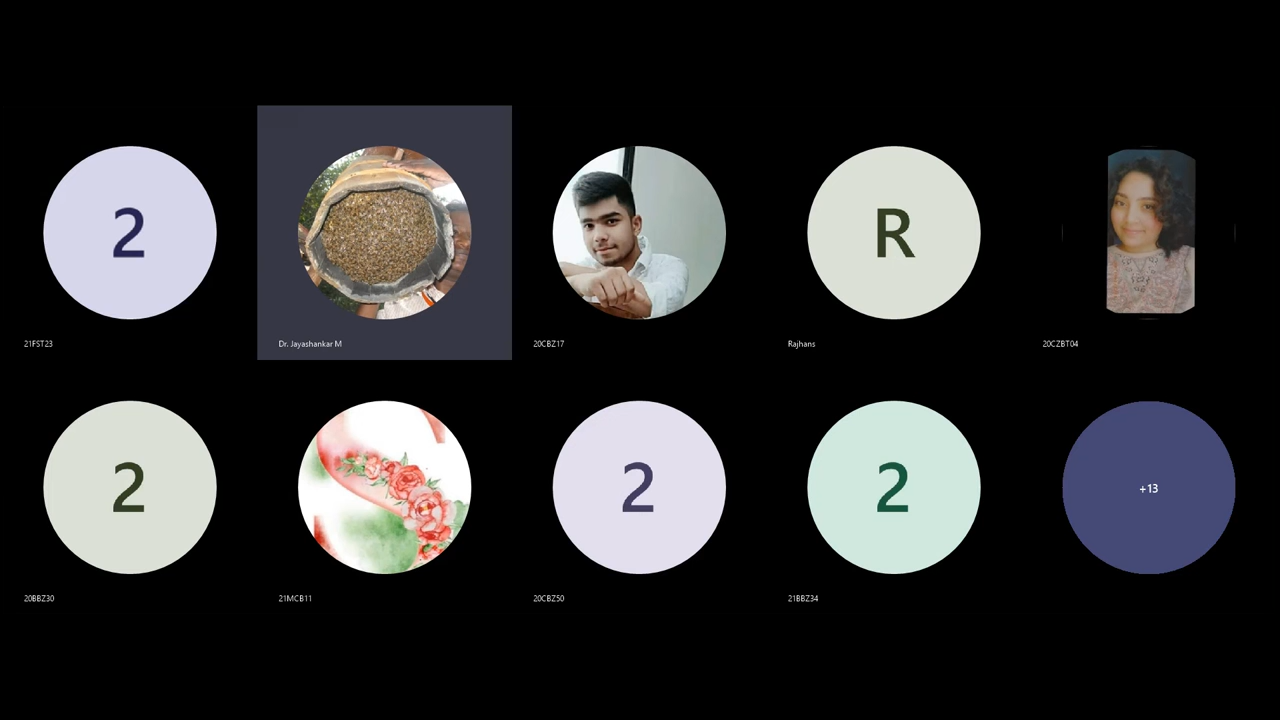 2
R
21FST23
Dr. Jayashankar M
20CBZ17
Rajhans
20CZBT04
2
2
2
+13
20BBZ30
21MCB11
20CBZ50
21BBZ34